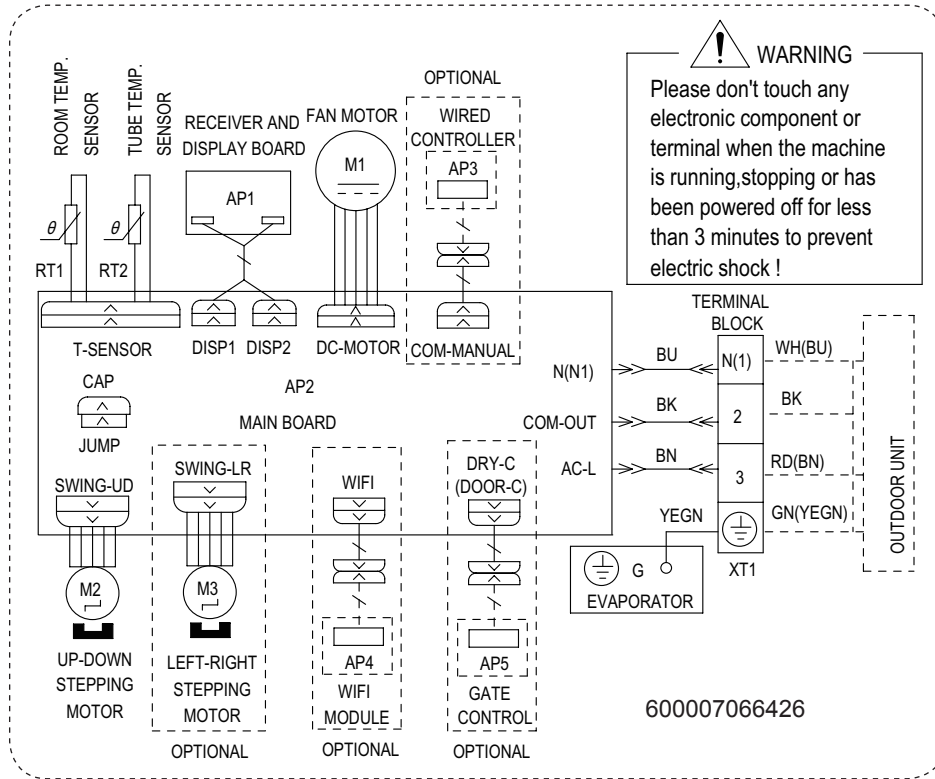 WARNING
Please don't touch any
electronic component or
terminal when the machine
is running,stopping or has
been powered off for less
than 3 minutes to prevent
electric shock !
ROOM TEMP.
SENSOR
TUBE TEMP.
SENSOR
RECEIVER AND
DISPLAY BOARD
FAN MOTOR
OPTIONAL
WIRED
CONTROLLER
AP1
M1
AP3
θ
θ
RT1
RT2
T-SENSOR
DISP1
DISP2
DC-MOTOR
COM-MANUAL
CAP
JUMP
AP2
MAIN BOARD
N(N1)
COM-OUT
AC-L
BU
BK
BN
YEGN
TERMINAL
BLOCK
N(1)
2
3
XT1
WH(BU)
BK
RD(BN)
GN(YEGN)
OUTDOOR UNIT
G
EVAPORATOR
SWING-UD
M2
UP-DOWN
STEPPING
MOTOR
SWING-LR
M3
LEFT-RIGHT
STEPPING
MOTOR
OPTIONAL
WIFI
AP4
WIFI
MODULE
OPTIONAL
DRY-C
(DOOR-C)
AP5
GATE
CONTROL
OPTIONAL
600007066426